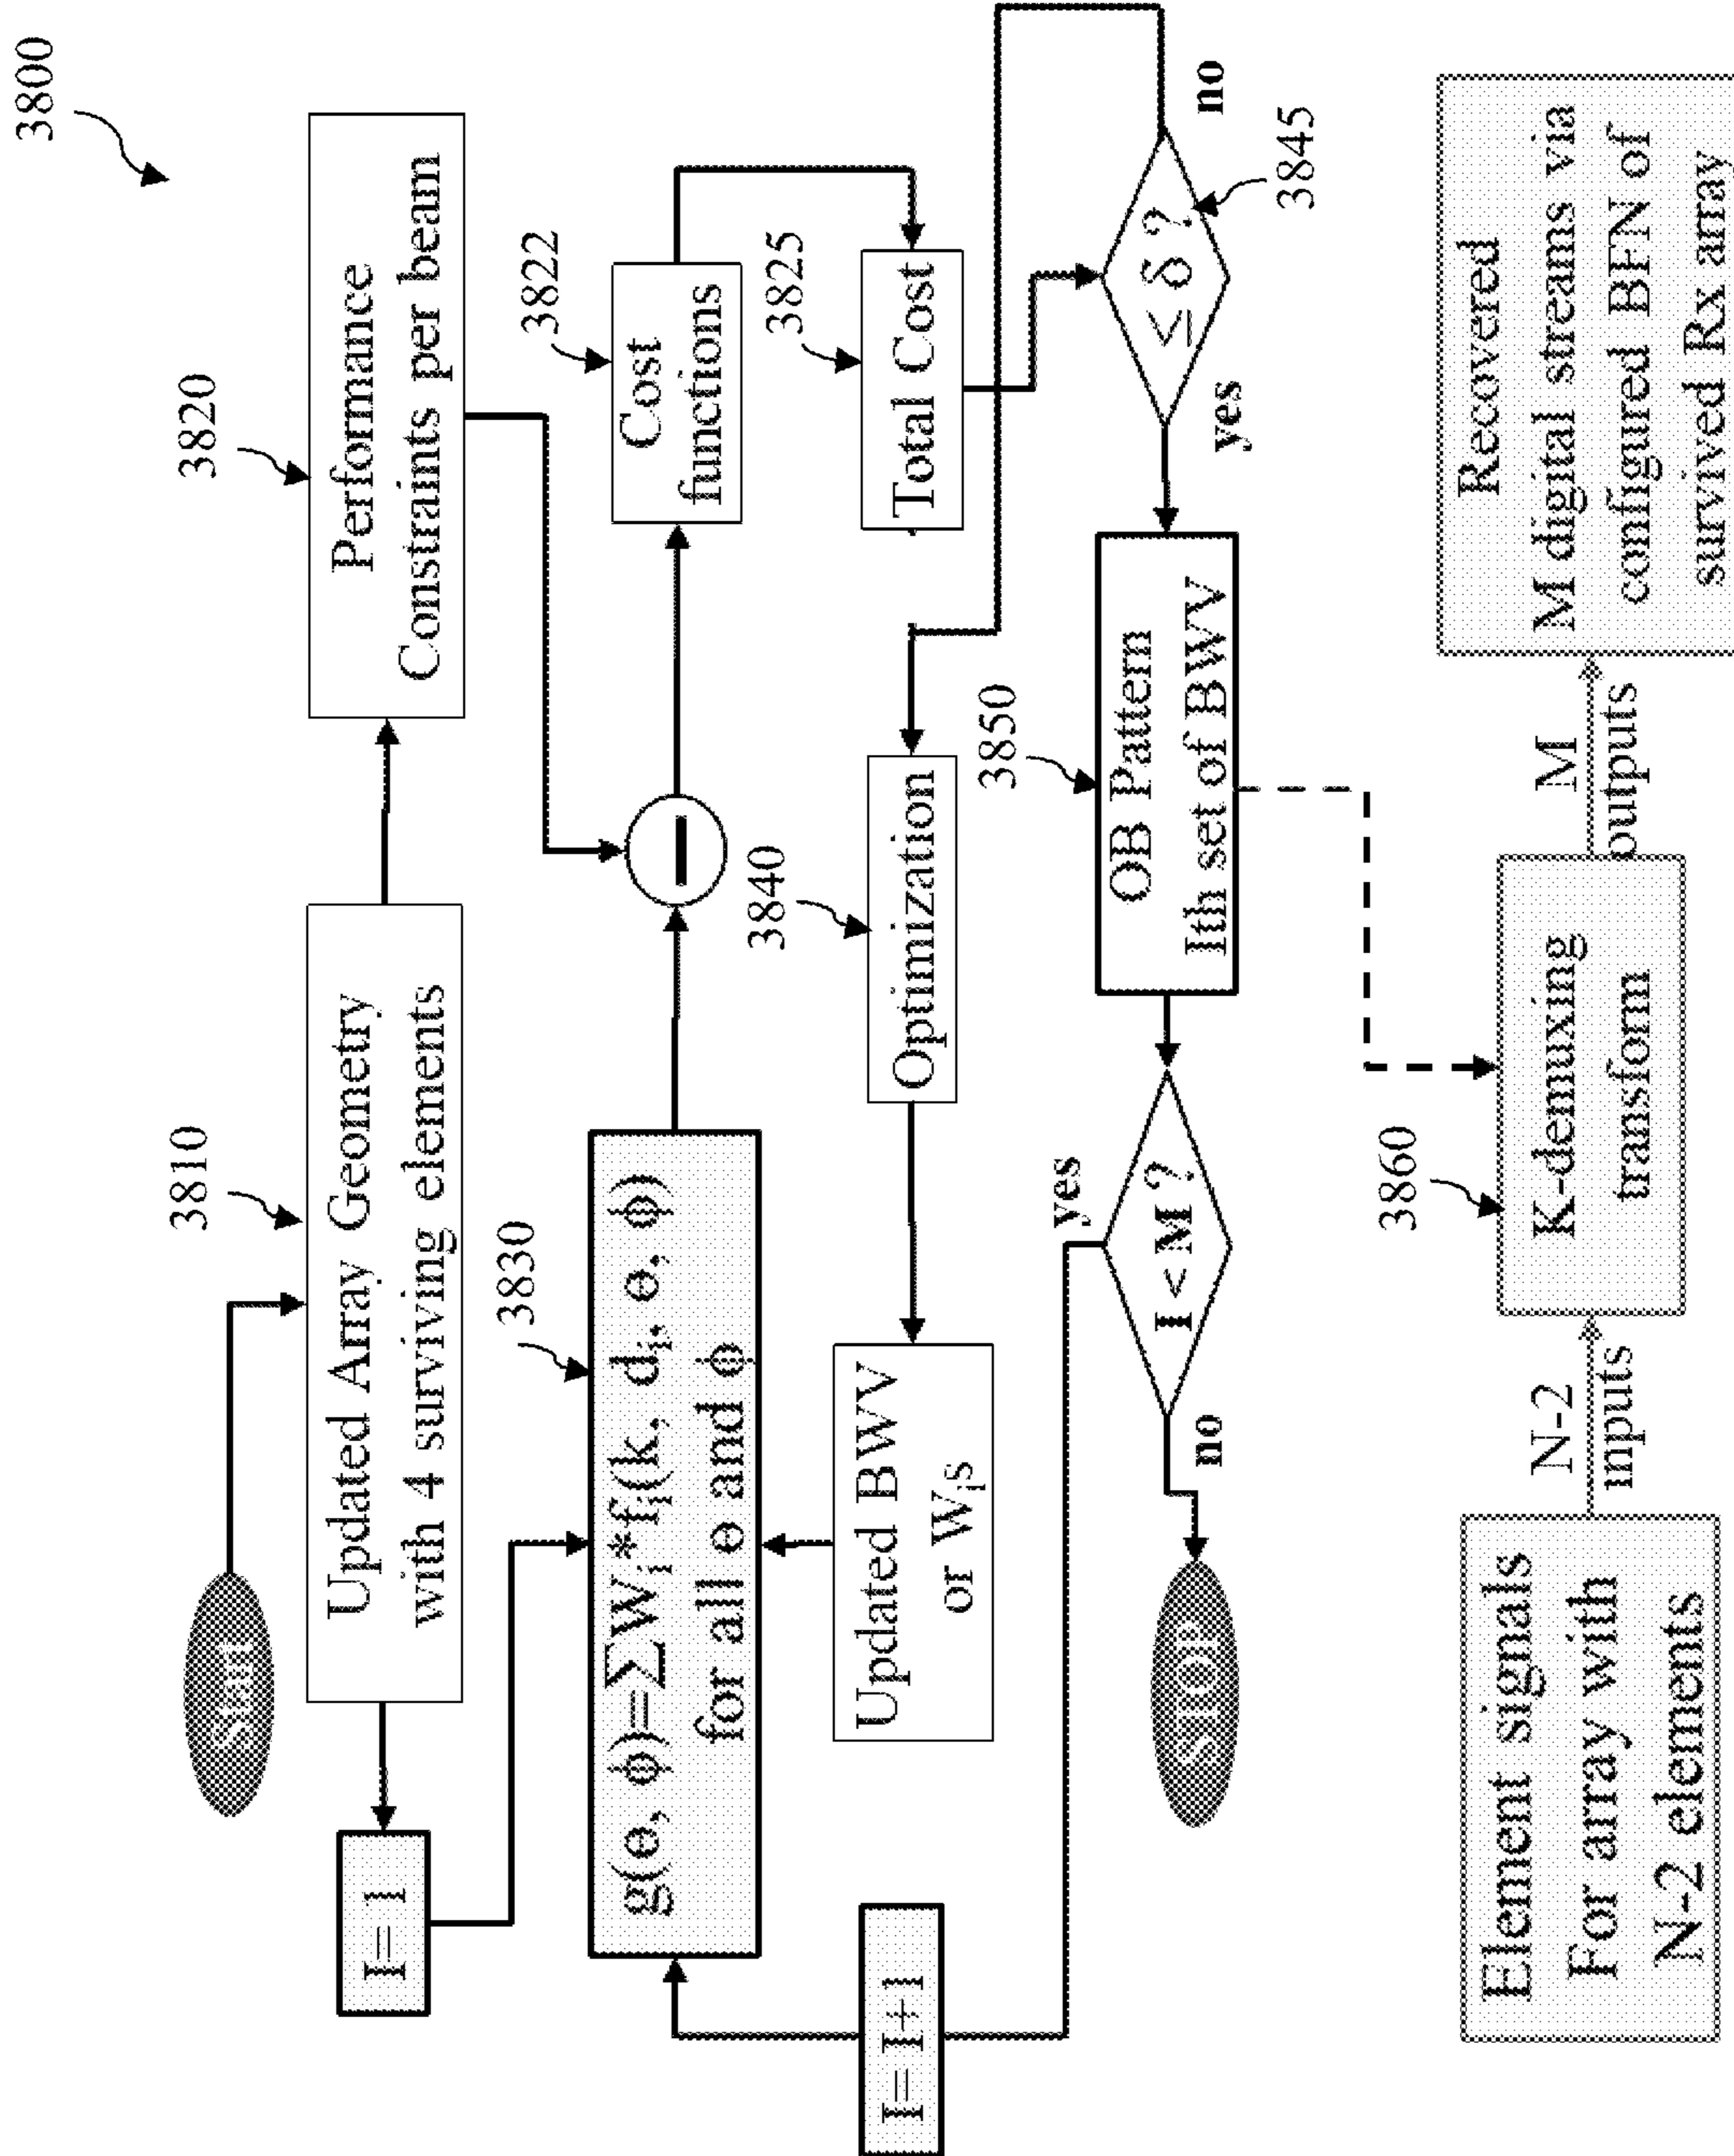 3800
Start
3810
Updated Array Geometry
with 4 surviving elements
3820
Performance
Constraints per beam
I= 1
3830
g(ɵ, ϕ)=∑Wᵢ*fᵢ(k, dᵢ, ɵ, ϕ)
for all ɵ and ϕ
3822
Cost
functions
3825
Total Cost
3840
Optimization
Updated BWV
or Wᵢs
I= I+1
≤ δ ?
3845
no
yes
3850
OB Pattern
Ith set of BWV
I < M ?
yes
no
STOP
Element signals
For array with
N-2 elements
N-2
inputs
3860
K-demuxing
transform
M
outputs
Recovered
M digital streams via
configured BFN of
survived Rx array